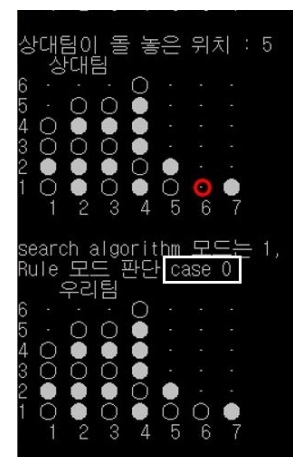 상대팀이 돌 놓은 위치 : 5
상대팀
6 · · · ○ · · ·
5 · ○ ○ ● · · ·
4 ○ ● ● ● · · ·
3 ○ ○ ○ ● · · ·
2 ● ● ● ○ ● · ·
1 ○ ● ○ ● ○ · ●
1 2 3 4 5 6 7
search algorithm 모드는 1,
Rule 모드 판단 case 0
우리팀
6 · · · ○ · · ·
5 · ○ ○ ● · · ·
4 ○ ● ● ● · · ·
3 ○ ○ ○ ● · · ·
2 ● ● ● ○ ● · ·
1 ○ ● ○ ● ○ ○ ●
1 2 3 4 5 6 7